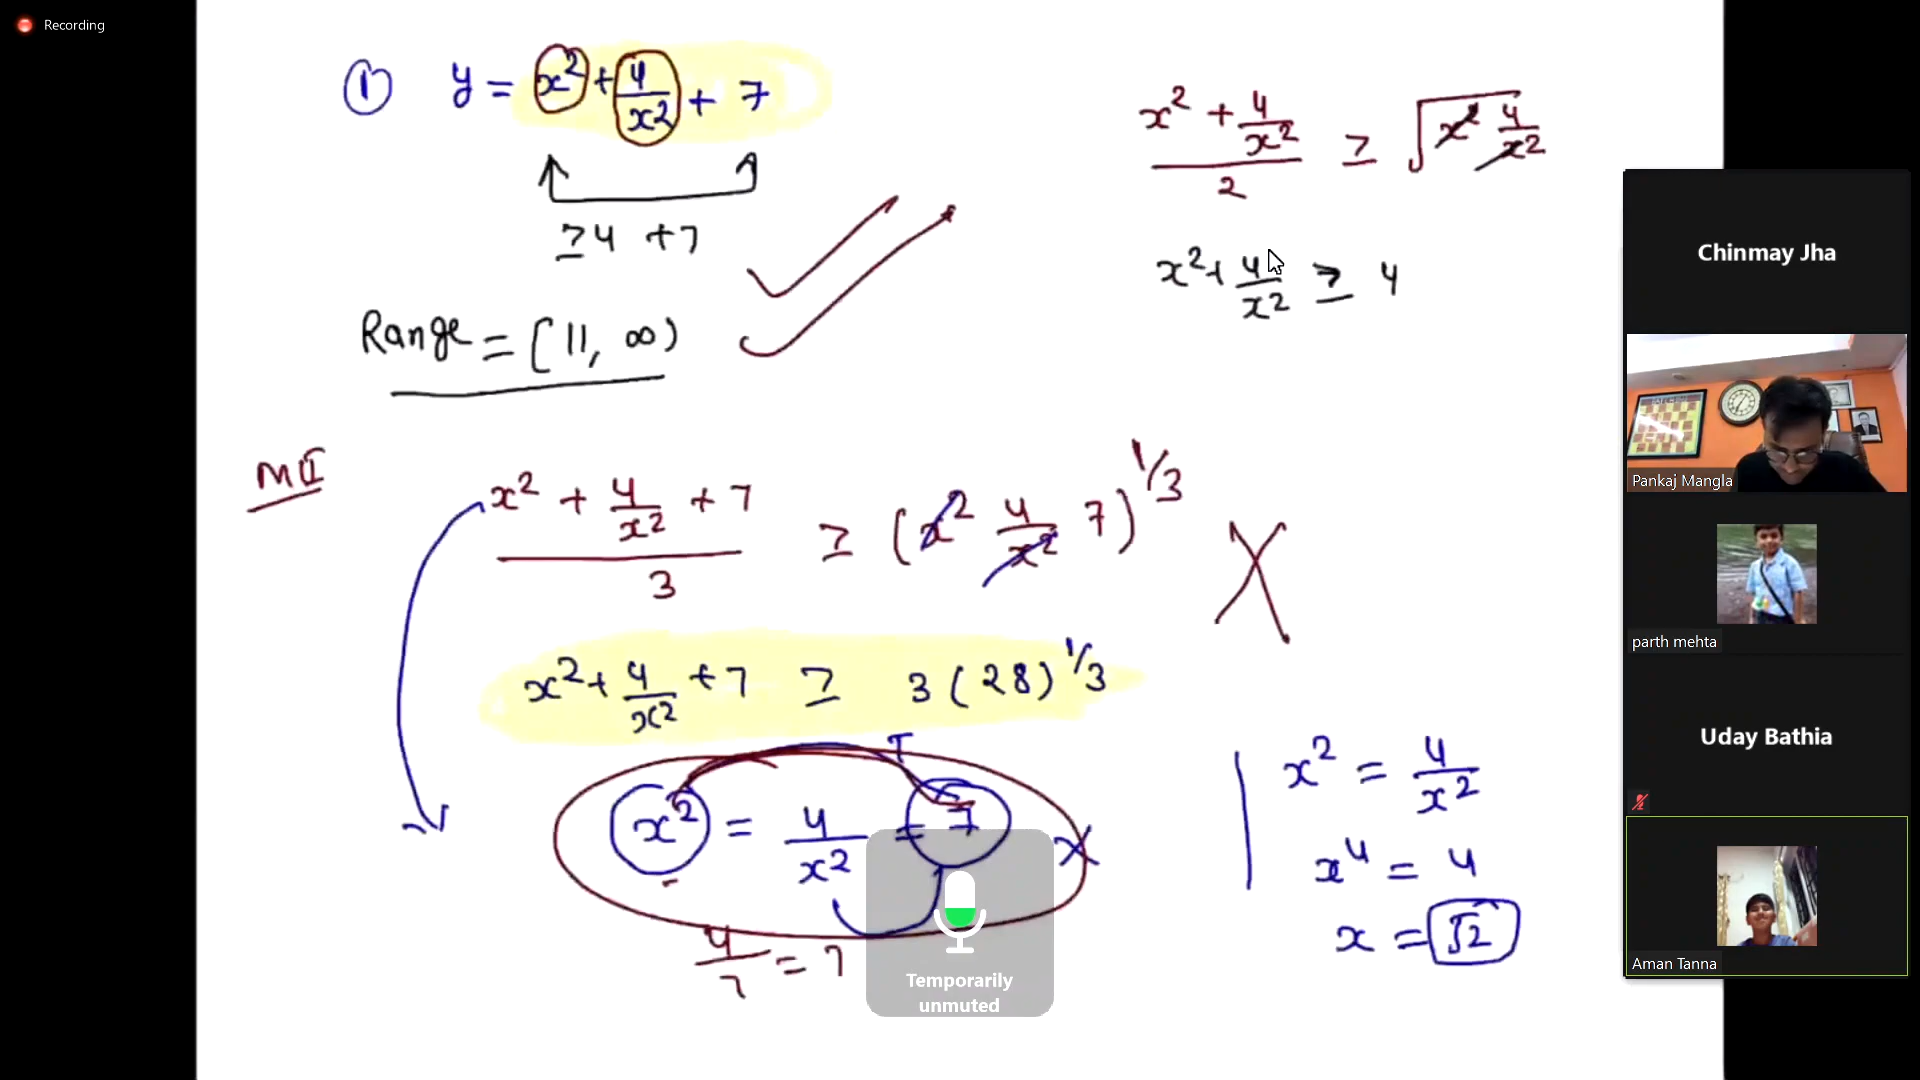 Recording
① y = x² + 4/x² + 7
≥4 +7
Range = [11, ∞)
(x² + 4/x²)/2 ≥ √(x² 4/x²)
x² + 4/x² ≥ 4
MII
(x² + 4/x² + 7)/3 ≥ (x² 4/x² 7)^1/3 X
x² + 4/x² + 7 ≥ 3(28)^1/3
x² = 4/x² = 7 X
4/7 = 7
x² = 4/x²
x⁴ = 4
x = √2
Temporarily
unmuted
Chinmay Jha
Pankaj Mangla
parth mehta
Uday Bathia
Aman Tanna